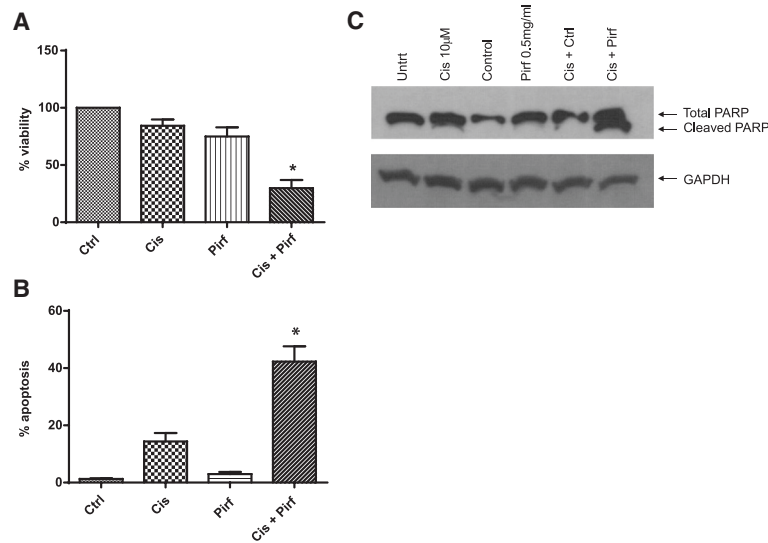 A
% viability
150
100
50
0
Ctrl
Cis
Pirf
Cis + Pirf
*
B
% apoptosis
60
40
20
0
Ctrl
Cis
Pirf
Cis + Pirf
*
C
Untrt
Cis 10µM
Control
Pirf 0.5mg/ml
Cis + Ctrl
Cis + Pirf
Total PARP
Cleaved PARP
GAPDH